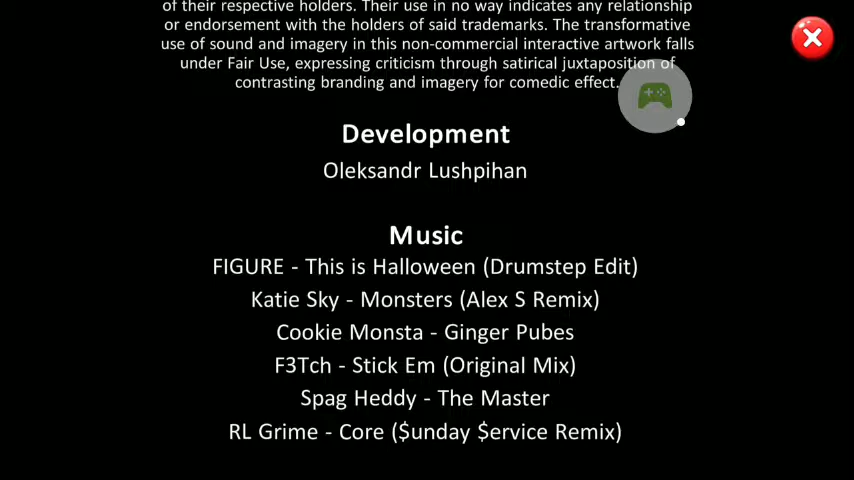 of their respective holders. Their use in no way indicates any relationship
or endorsement with the holders of said trademarks. The transformative
use of sound and imagery in this non-commercial interactive artwork falls
under Fair Use, expressing criticism through satirical juxtaposition of
contrasting branding and imagery for comedic effect.
Development
Oleksandr Lushpihan
Music
FIGURE - This is Halloween (Drumstep Edit)
Katie Sky - Monsters (Alex S Remix)
Cookie Monsta - Ginger Pubes
F3Tch - Stick Em (Original Mix)
Spag Heddy - The Master
RL Grime - Core ($unday $ervice Remix)